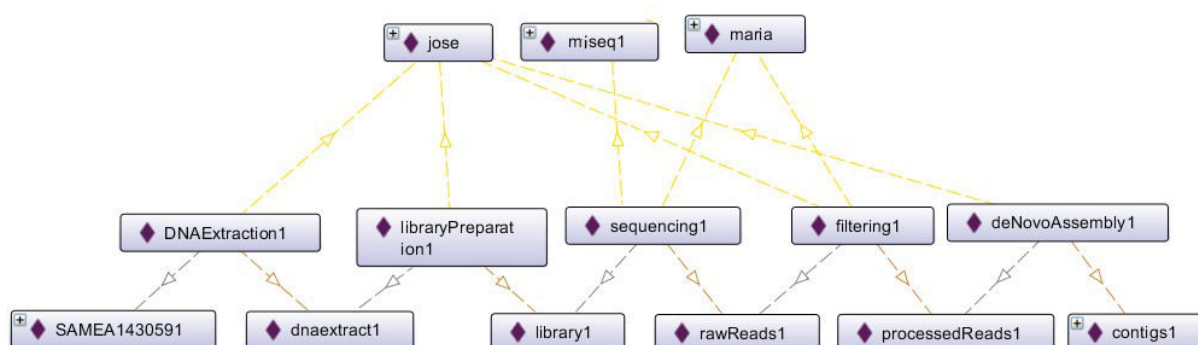 jose
miseq1
maria
DNAExtraction1
libraryPreparat
ion1
sequencing1
filtering1
deNovoAssembly1
SAMEA1430591
dnaextract1
library1
rawReads1
processedReads1
contigs1